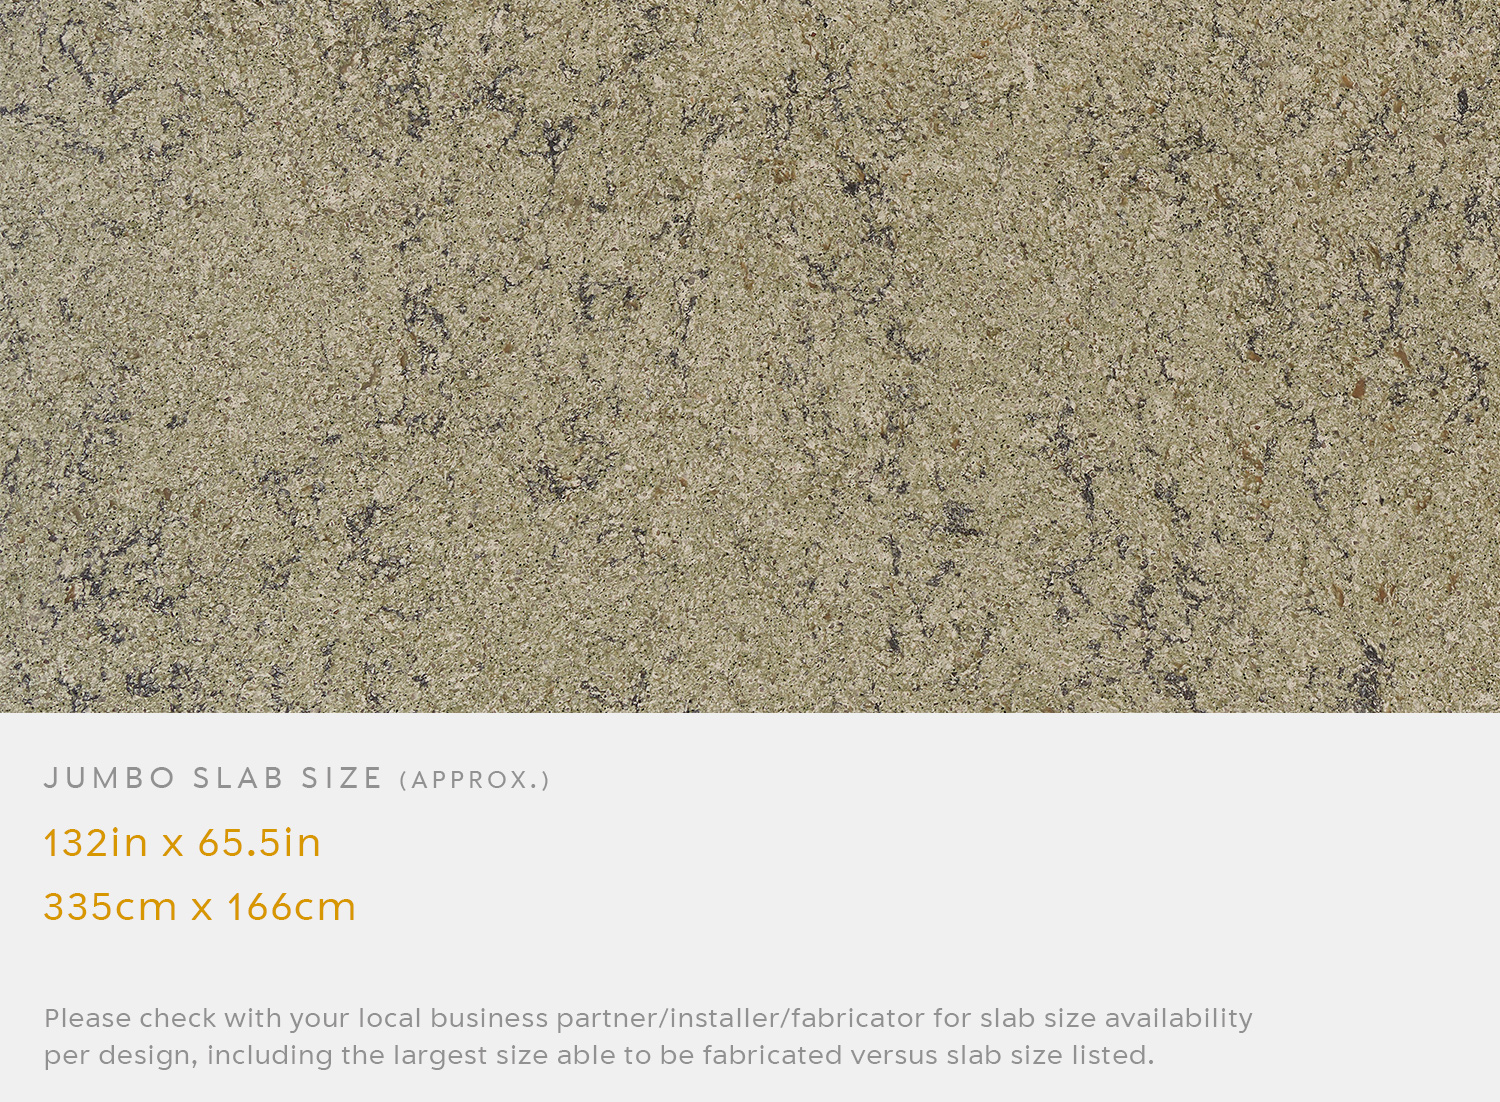 JUMBO SLAB SIZE (APPROX.)
132in x 65.5in
335cm x 166cm
Please check with your local business partner/installer/fabricator for slab size availability
per design, including the largest size able to be fabricated versus slab size listed.